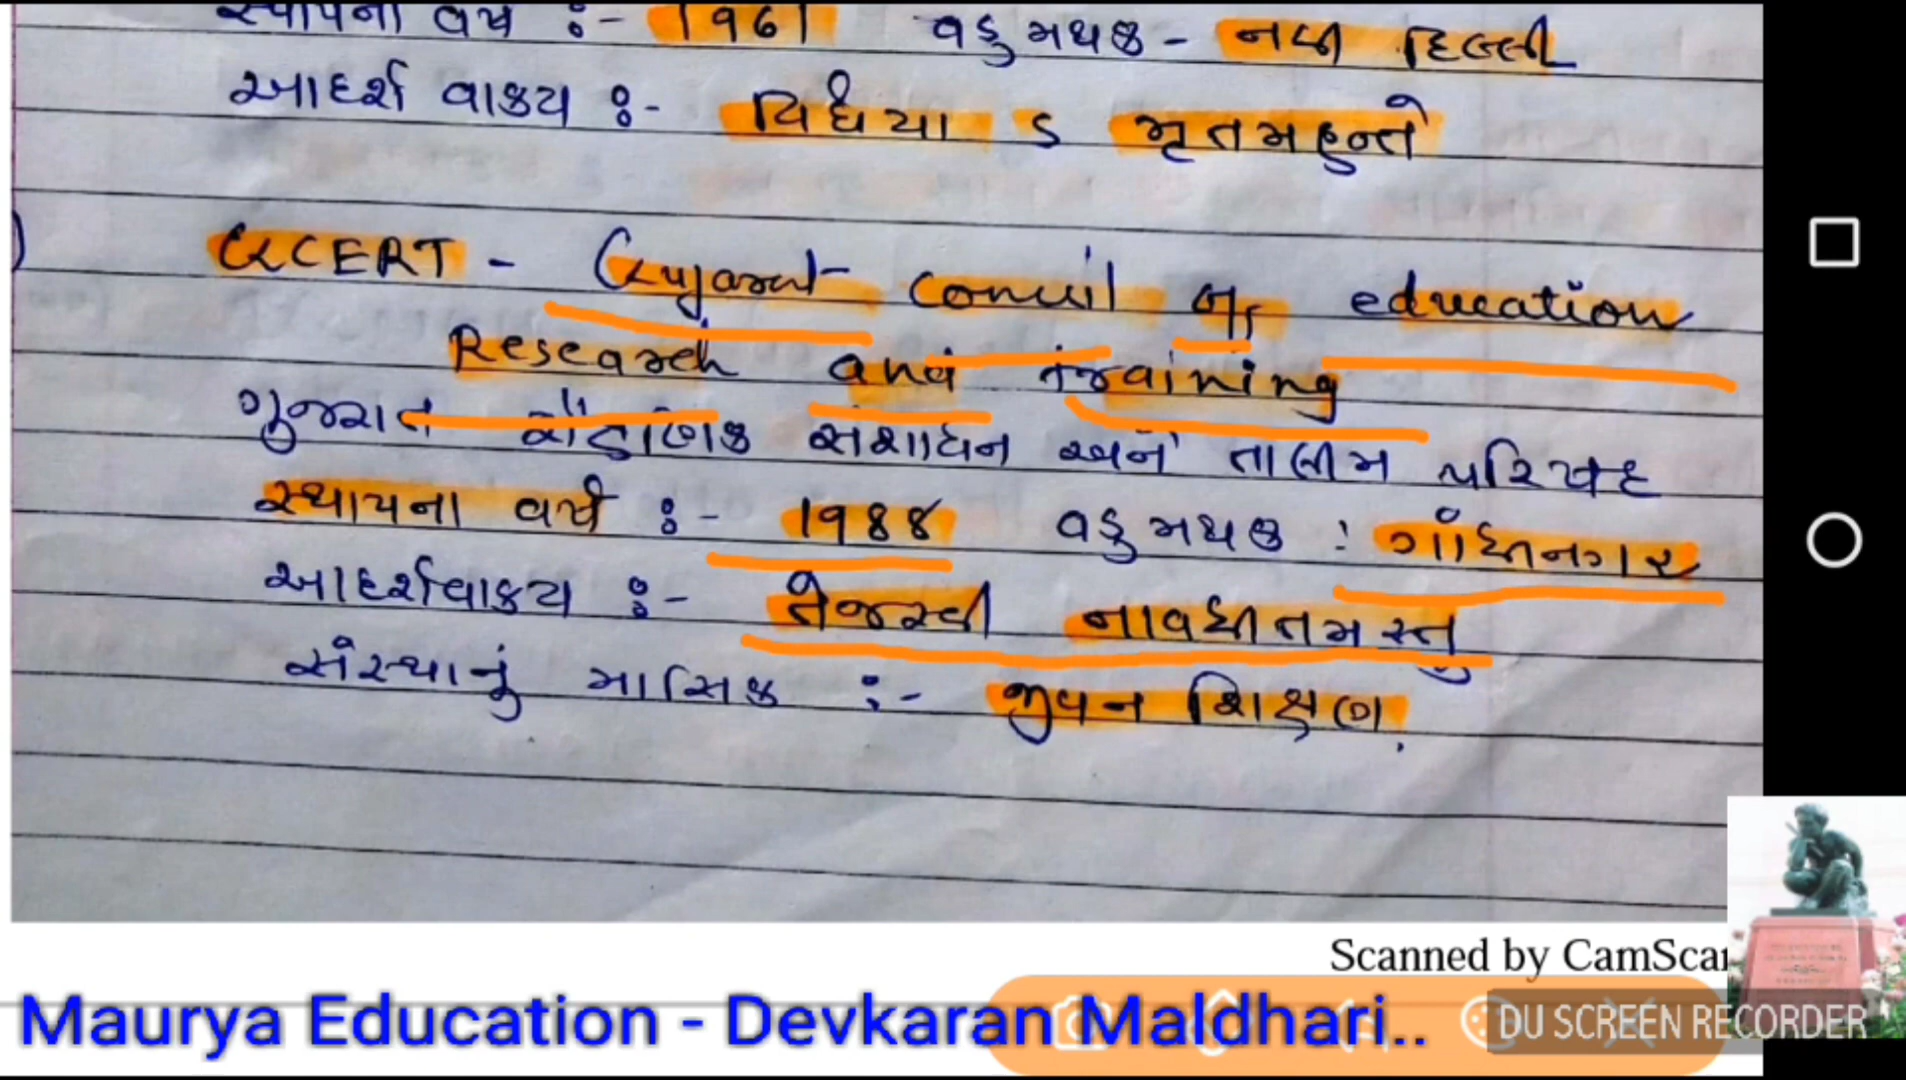 સ્થાપના વર્ષ :- 1961 વડુમથક - નવી દિલ્લી
આદર્શ વાક્ય :- વિદ્યયા ડ મૃતમશ્નુતે
GCERT - Gujarat Concil of education
Research and training
ગુજરાત શૈક્ષણિક સંશોધન અને તાલીમ પરિષદ
સ્થાપના વર્ષ :- 1988 વડુમથક : ગાંધીનગર
આદર્શવાક્ય :- તેજસ્વી નાવધીતમસ્તુ
સંસ્થાનું માસિક :- જીવન શિક્ષણ.
Scanned by CamScan
Maurya Education - Devkaran Maldhari..
DU SCREEN RECORDER